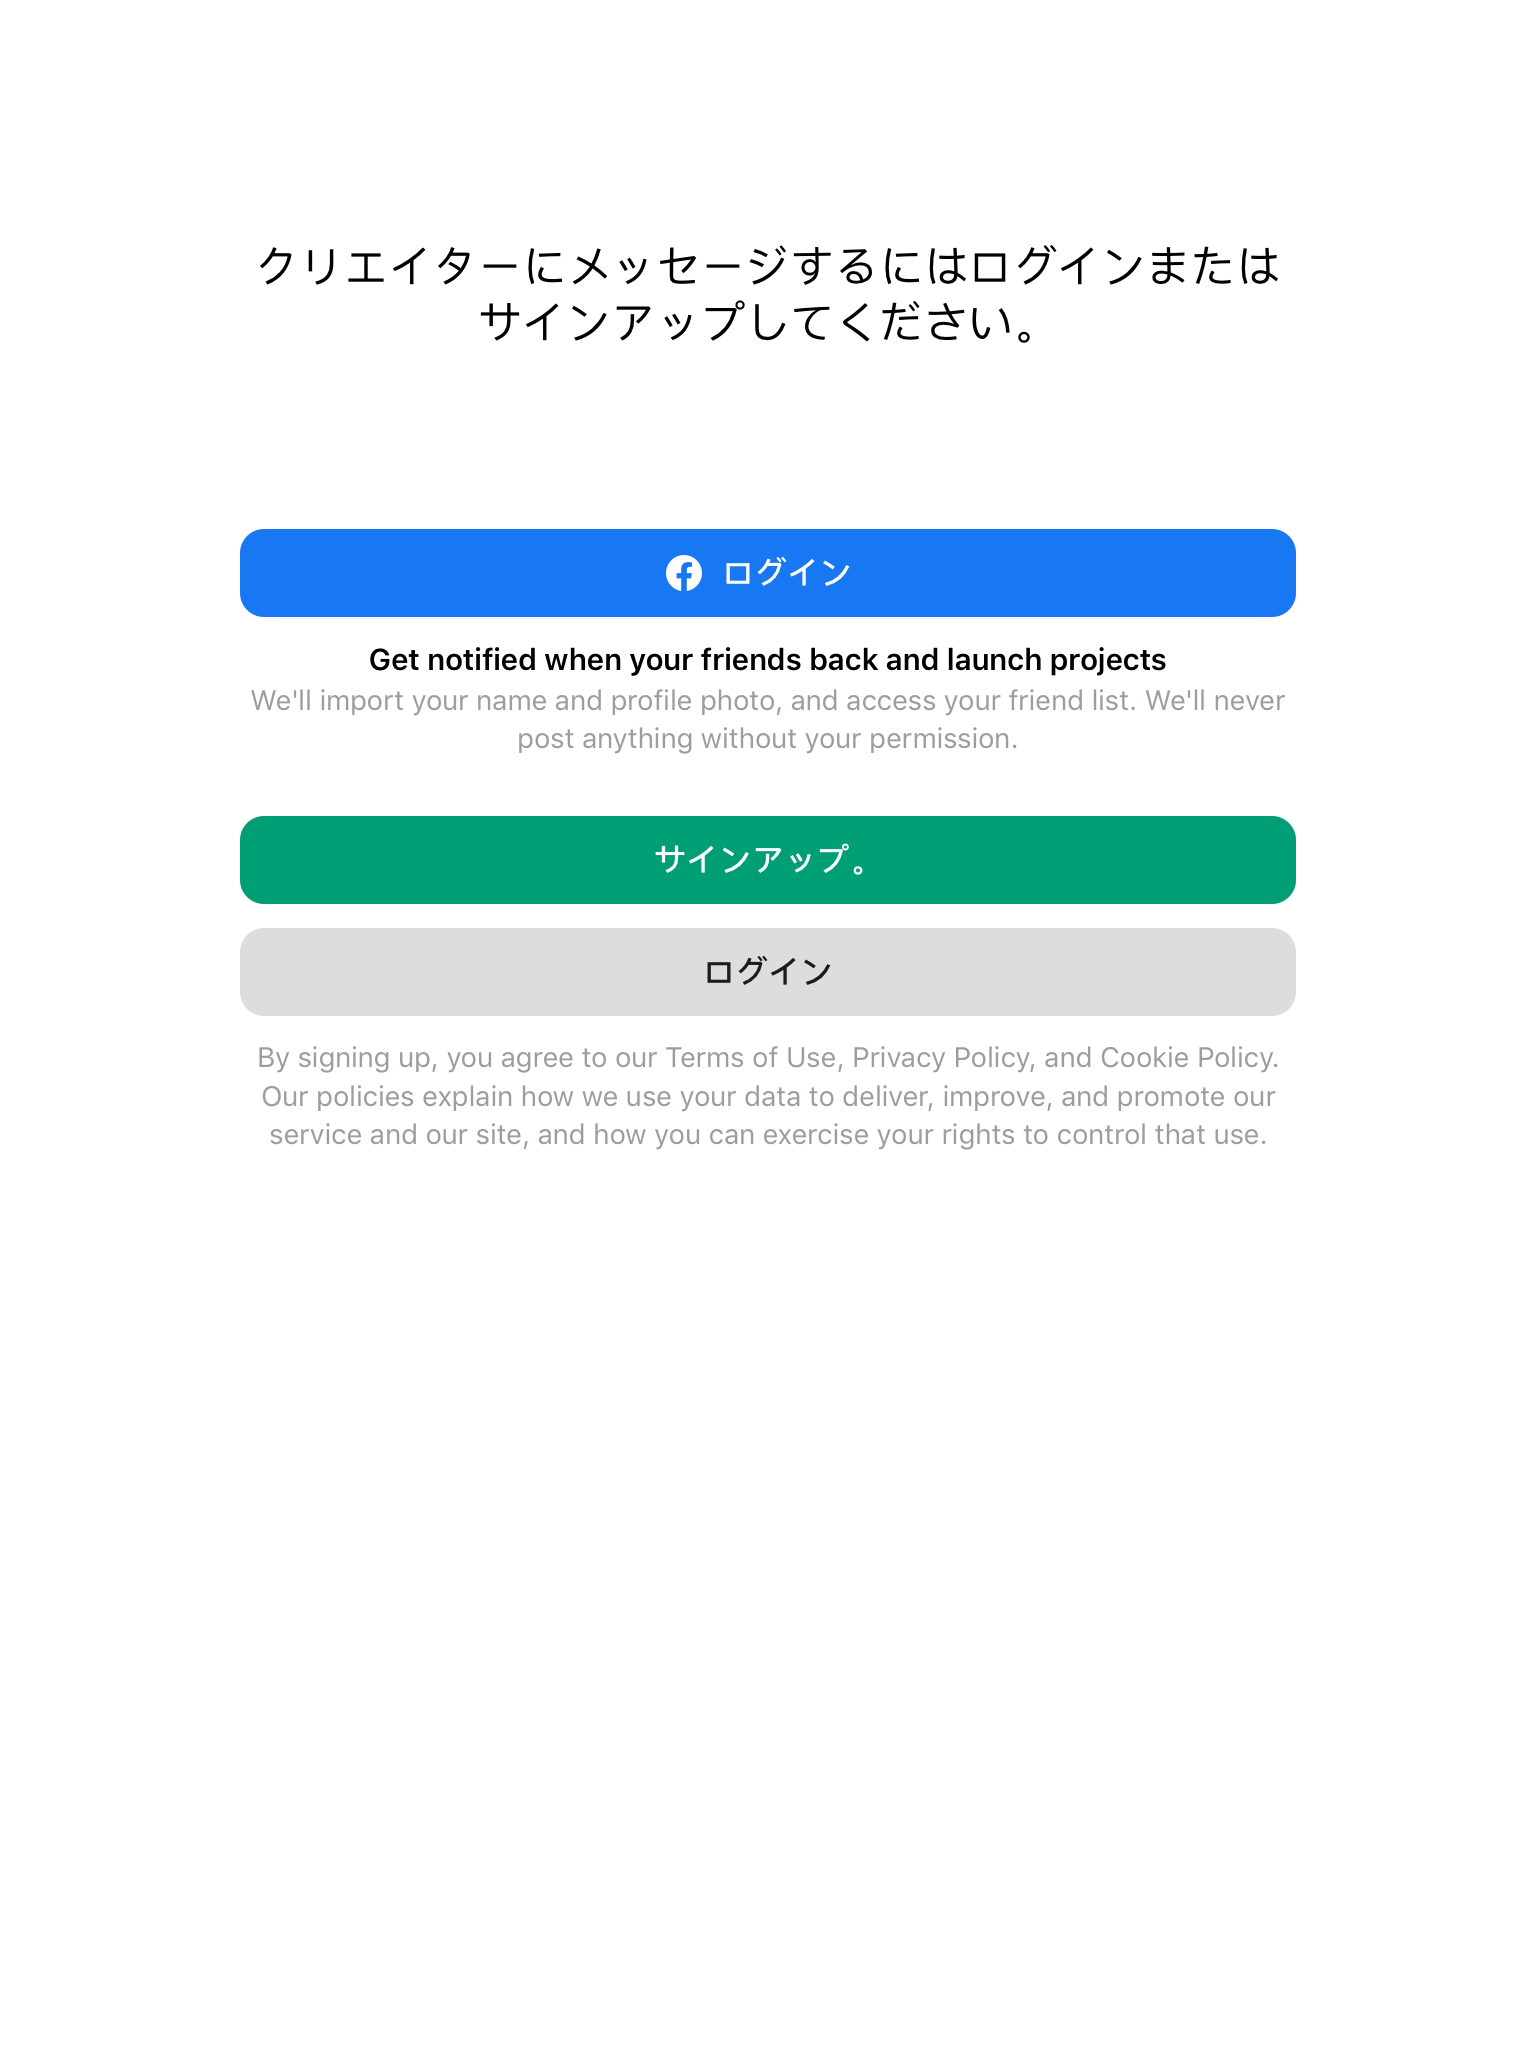 クリエイターにメッセージするにはログインまたは
サインアップしてください。
ログイン
Get notified when your friends back and launch projects
We'll import your name and profile photo, and access your friend list. We'll never
post anything without your permission.
サインアップ。
ログイン
By signing up, you agree to our Terms of Use, Privacy Policy, and Cookie Policy.
Our policies explain how we use your data to deliver, improve, and promote our
service and our site, and how you can exercise your rights to control that use.